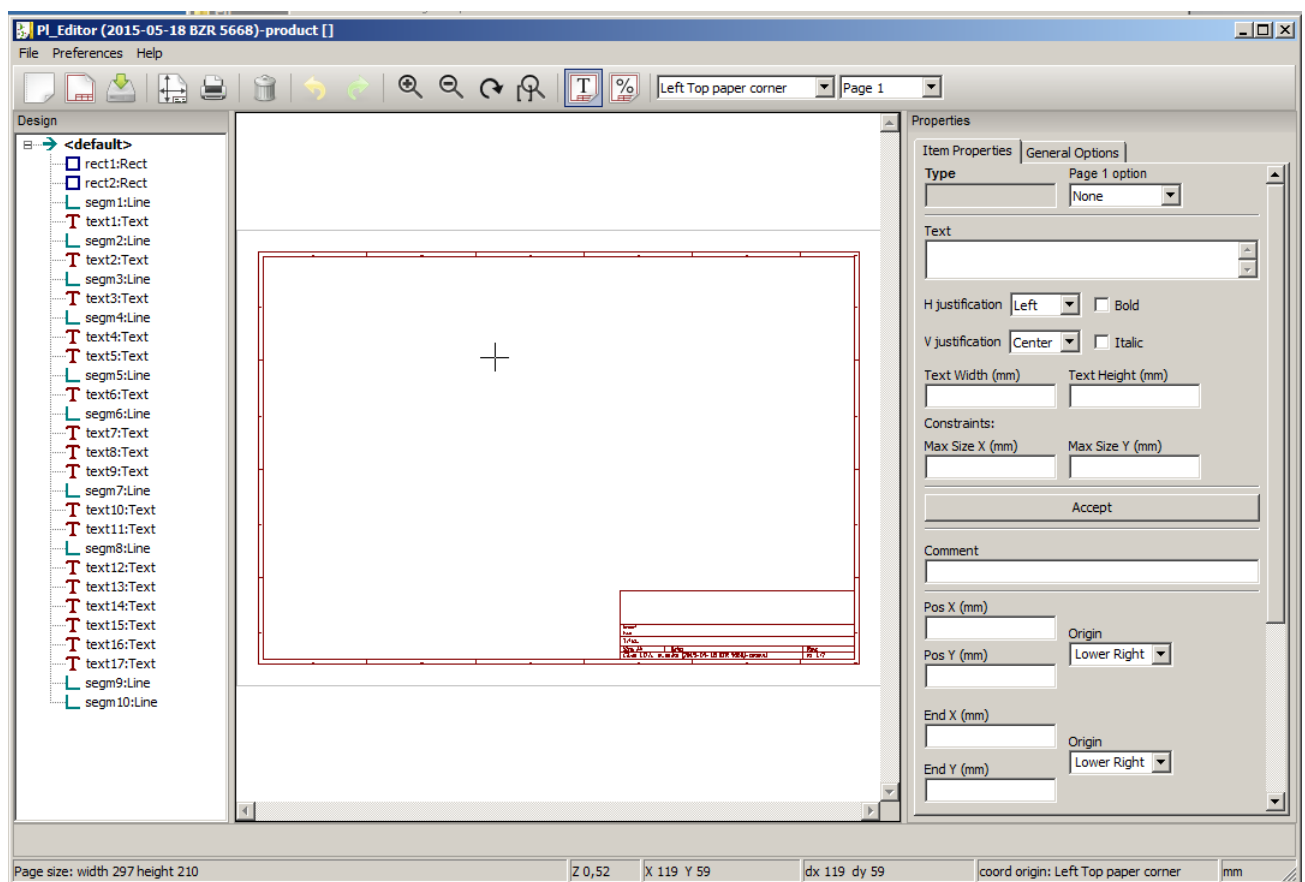 Pl_Editor (2015-05-18 BZR 5668)-product []
File Preferences Help
T % Left Top paper corner Page 1
Design
<default>
rect1:Rect
rect2:Rect
segm1:Line
T text1:Text
segm2:Line
T text2:Text
segm3:Line
T text3:Text
segm4:Line
T text4:Text
T text5:Text
segm5:Line
T text6:Text
segm6:Line
T text7:Text
T text8:Text
T text9:Text
segm7:Line
T text10:Text
T text11:Text
segm8:Line
T text12:Text
T text13:Text
T text14:Text
T text15:Text
T text16:Text
T text17:Text
segm9:Line
segm10:Line
Properties
Item Properties General Options
Type Page 1 option
None
Text
H justification Left Bold
V justification Center Italic
Text Width (mm) Text Height (mm)
Constraints:
Max Size X (mm) Max Size Y (mm)
Accept
Comment
Pos X (mm)
Origin
Pos Y (mm) Lower Right
End X (mm)
Origin
End Y (mm) Lower Right
Page size: width 297 height 210 Z 0,52 X 119 Y 59 dx 119 dy 59 coord origin: Left Top paper corner mm